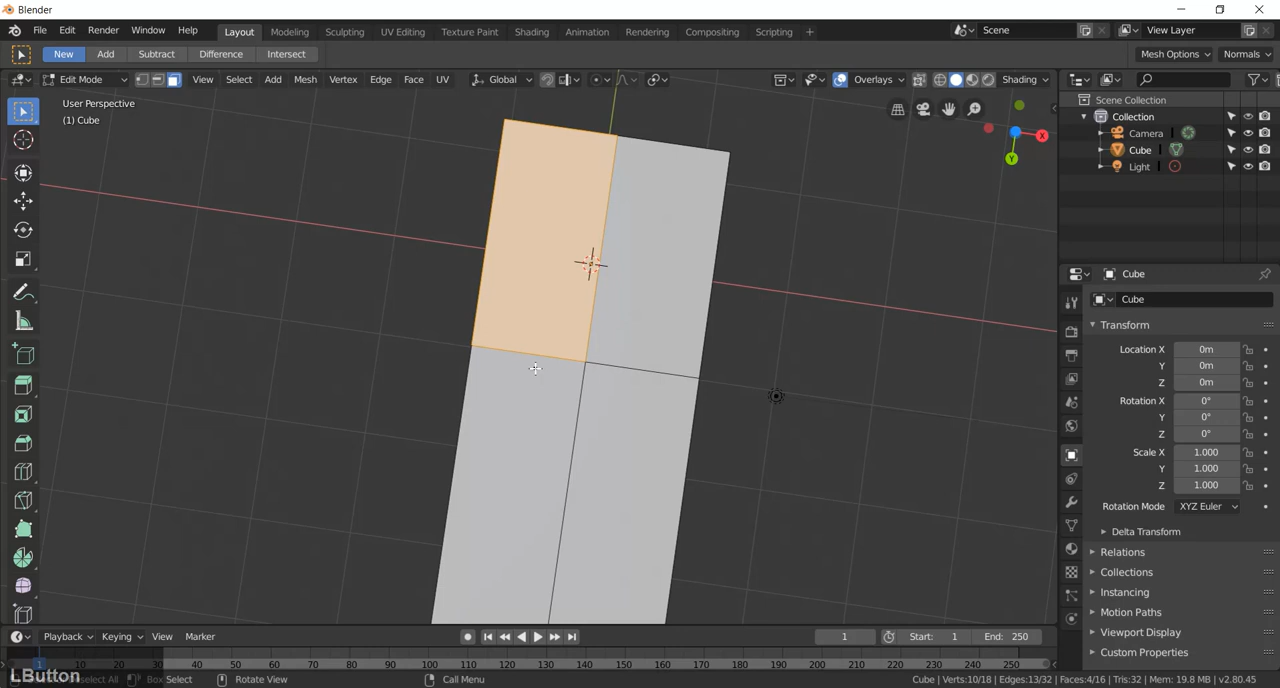 Blender
File Edit Render Window Help Layout Modeling Sculpting UV Editing Texture Paint Shading Animation Rendering Compositing Scripting + Scene View Layer
New Add Subtract Difference Intersect Mesh Options Normals
Edit Mode View Select Add Mesh Vertex Edge Face UV Global Overlays Shading
User Perspective
(1) Cube
X
Y
Scene Collection
Collection
Camera
Cube
Light
Cube
Cube
Transform
Location X 0m
Y 0m
Z 0m
Rotation X 0°
Y 0°
Z 0°
Scale X 1.000
Y 1.000
Z 1.000
Rotation Mode XYZ Euler
Delta Transform
Relations
Collections
Instancing
Motion Paths
Viewport Display
Custom Properties
Playback Keying View Marker 1 Start: 1 End: 250
1 10 20 30 40 50 60 70 80 90 100 110 120 130 140 150 160 170 180 190 200 210 220 230 240 250
LButton
Deselect All Box Select Rotate View Call Menu Cube | Verts:10/18 | Edges:13/32 | Faces:4/16 | Tris:32 | Mem: 19.8 MB | v2.80.45